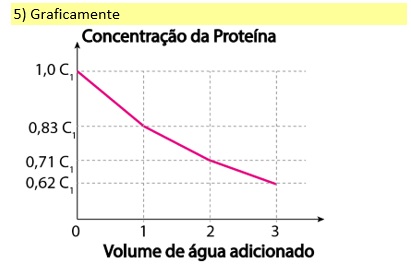 5) Graficamente
Concentração da Proteína
1,0 C₁
0,83 C₁
0,71 C₁
0,62 C₁
0 1 2 3
Volume de água adicionado